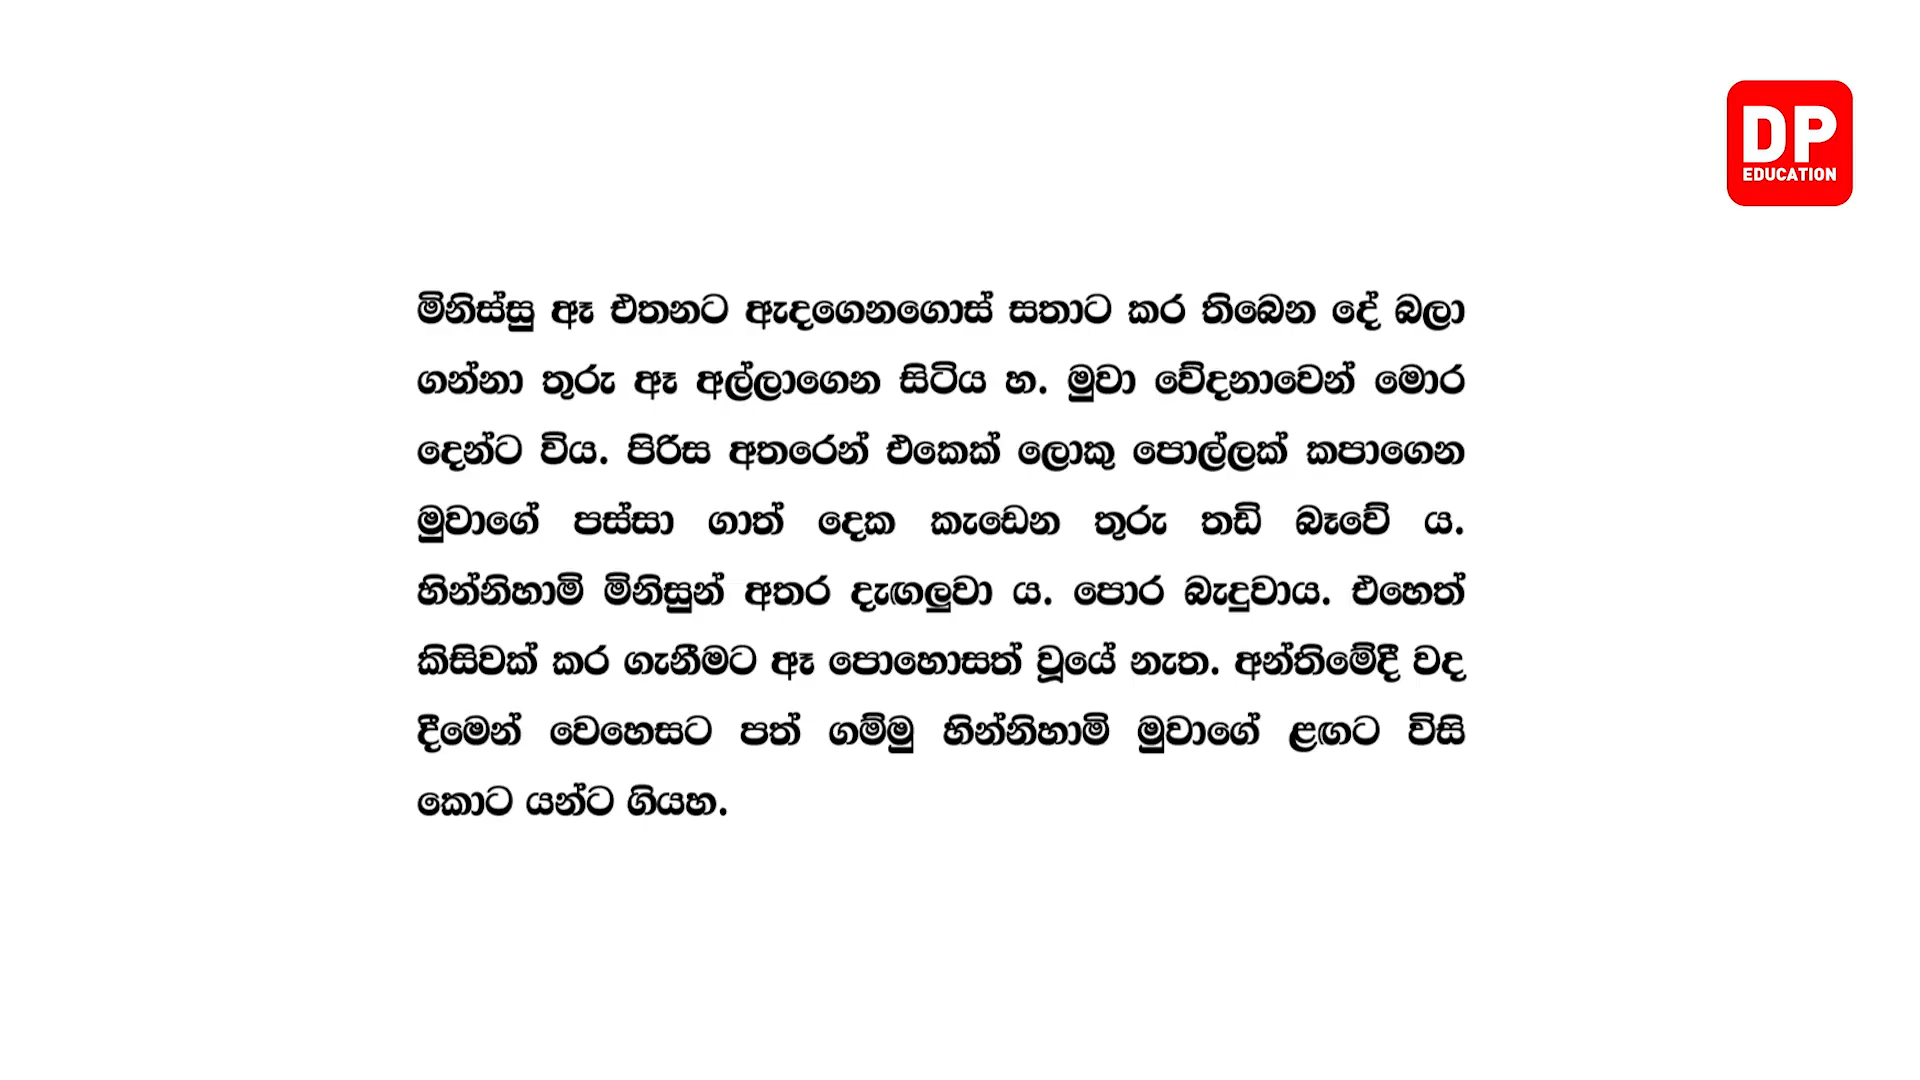 DP
EDUCATION
මිනිස්සු ඈ එතනට ඇදගෙනගොස් සතාට කර තිබෙන දේ බලා
ගන්නා තුරු ඈ අල්ලාගෙන සිටිය හ. මුවා වේදනාවෙන් මොර
දෙන්ට විය. පිරිස අතරෙන් එකෙක් ලොකු පොල්ලක් කපාගෙන
මුවාගේ පස්සා ගාත් දෙක කැඩෙන තුරු තඩි බෑවේ ය.
හින්නිහාමි මිනිසුන් අතර දැඟලුවා ය. පොර බැදුවාය. එහෙත්
කිසිවක් කර ගැනීමට ඈ පොහොසත් වූයේ නැත. අන්තිමේදී වද
දීමෙන් වෙහෙසට පත් ගම්මු හින්නිහාමි මුවාගේ ළඟට විසි
කොට යන්ට ගියහ.